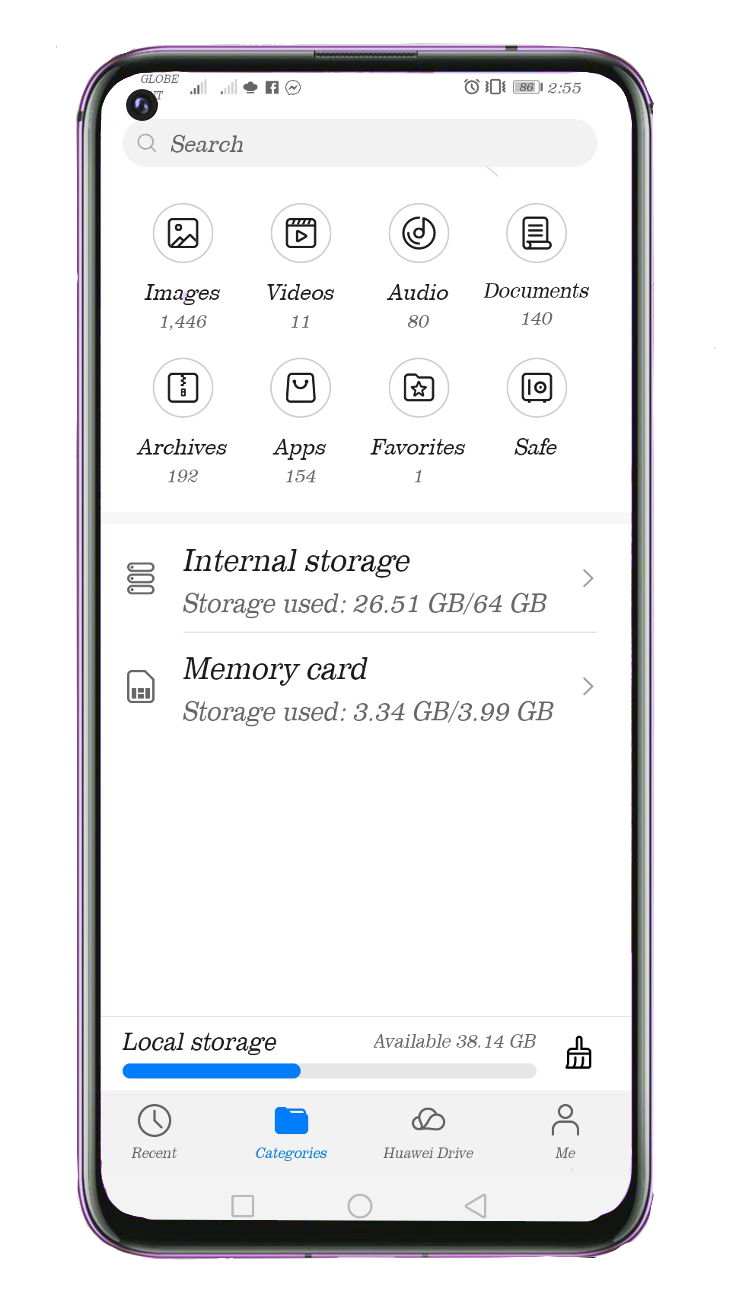 GLOBE
86 2:55
Search
Images Videos Audio Documents
1,446 11 80 140
Archives Apps Favorites Safe
192 154 1
Internal storage
Storage used: 26.51 GB/64 GB
Memory card
Storage used: 3.34 GB/3.99 GB
Local storage Available 38.14 GB
Recent Categories Huawei Drive Me